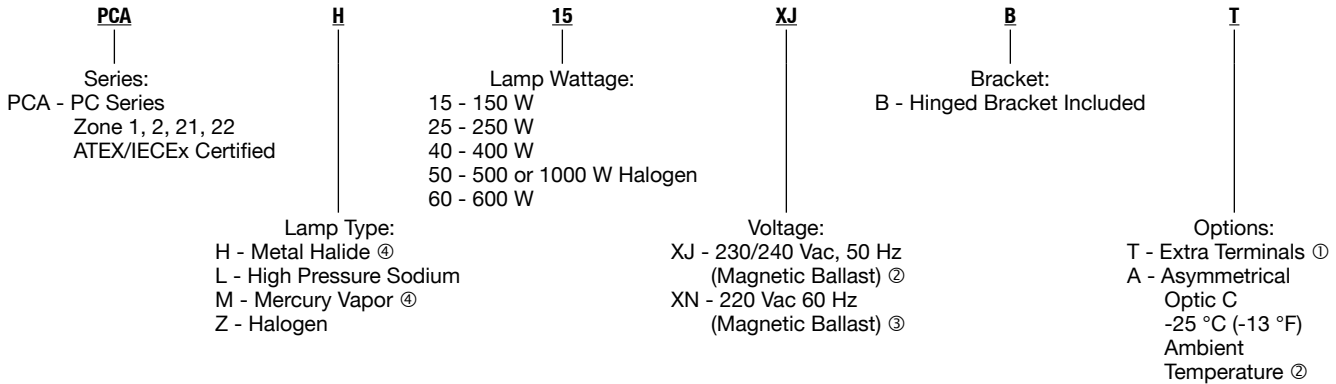 PCA H 15 XJ B T
Series:
PCA - PC Series
Zone 1, 2, 21, 22
ATEX/IECEx Certified
Lamp Type:
H - Metal Halide ④
L - High Pressure Sodium
M - Mercury Vapor ④
Z - Halogen
Lamp Wattage:
15 - 150 W
25 - 250 W
40 - 400 W
50 - 500 or 1000 W Halogen
60 - 600 W
Voltage:
XJ - 230/240 Vac, 50 Hz
(Magnetic Ballast) ②
XN - 220 Vac 60 Hz
(Magnetic Ballast) ③
Bracket:
B - Hinged Bracket Included
Options:
T - Extra Terminals ①
A - Asymmetrical
Optic C
-25 °C (-13 °F)
Ambient
Temperature ②